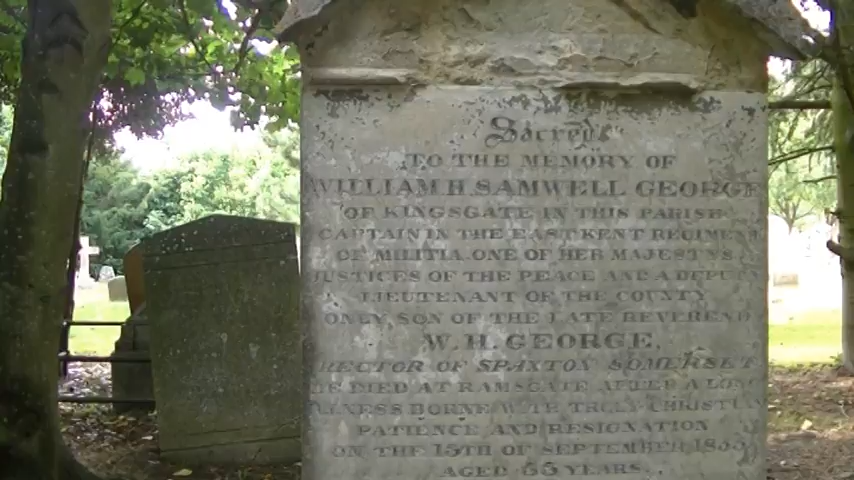 Sacred
TO THE MEMORY OF
WILLIAM H. SAMWELL GEORGE
OF KINGSGATE IN THIS PARISH
CAPTAIN IN THE EAST KENT REGIMENT
OF MILITIA, ONE OF HER MAJESTYS
JUSTICES OF THE PEACE AND A DEPUTY
LIEUTENANT OF THE COUNTY
ONLY SON OF THE LATE REVEREND
W. H. GEORGE,
RECTOR OF SPAXTON SOMERSET
HE DIED AT RAMSGATE AFTER A LONG
ILLNESS BORNE WITH TRULY CHRISTIAN
PATIENCE AND RESIGNATION
ON THE 15TH OF SEPTEMBER
AGED YEARS.